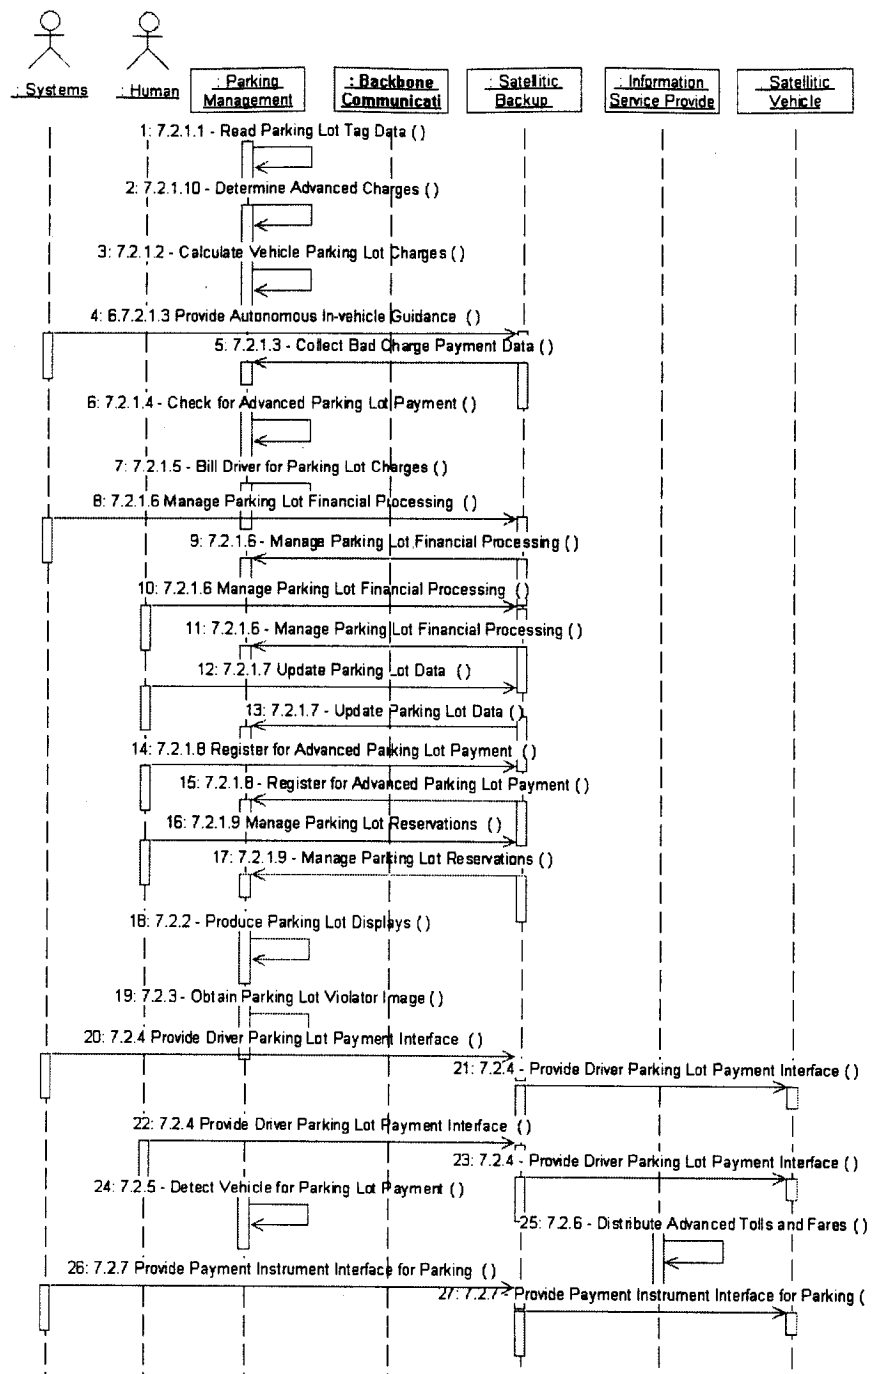 : Systems
: Human
: Parking
Management
: Backbone
Communicati
: Satellitic
Backup
: Information
Service Provide
Satellitic
Vehicle
1: 7.2.1.1 - Read Parking Lot Tag Data ( )
2: 7.2.1.10 - Determine Advanced Charges ( )
3: 7.2.1.2 - Calculate Vehicle Parking Lot Charges ( )
4: 6.7.2.1.3 Provide Autonomous In-vehicle Guidance ( )
5: 7.2.1.3 - Collect Bad Charge Payment Data ( )
6: 7.2.1.4 - Check for Advanced Parking Lot Payment ( )
7: 7.2.1.5 - Bill Driver for Parking Lot Charges ( )
8: 7.2.1.6 Manage Parking Lot Financial Processing ( )
9: 7.2.1.6 - Manage Parking Lot Financial Processing ( )
10: 7.2.1.6 Manage Parking Lot Financial Processing ( )
11: 7.2.1.6 - Manage Parking Lot Financial Processing ( )
12: 7.2.1.7 Update Parking Lot Data ( )
13: 7.2.1.7 - Update Parking Lot Data ( )
14: 7.2.1.8 Register for Advanced Parking Lot Payment ( )
15: 7.2.1.8 - Register for Advanced Parking Lot Payment ( )
16: 7.2.1.9 Manage Parking Lot Reservations ( )
17: 7.2.1.9 - Manage Parking Lot Reservations ( )
18: 7.2.2 - Produce Parking Lot Displays ( )
19: 7.2.3 - Obtain Parking Lot Violator Image ( )
20: 7.2.4 Provide Driver Parking Lot Payment Interface ( )
21: 7.2.4 - Provide Driver Parking Lot Payment Interface ( )
22: 7.2.4 Provide Driver Parking Lot Payment Interface ( )
23: 7.2.4 - Provide Driver Parking Lot Payment Interface ( )
24: 7.2.5 - Detect Vehicle for Parking Lot Payment ( )
25: 7.2.6 - Distribute Advanced Tolls and Fares ( )
26: 7.2.7 Provide Payment Instrument Interface for Parking ( )
27: 7.2.7 - Provide Payment Instrument Interface for Parking (